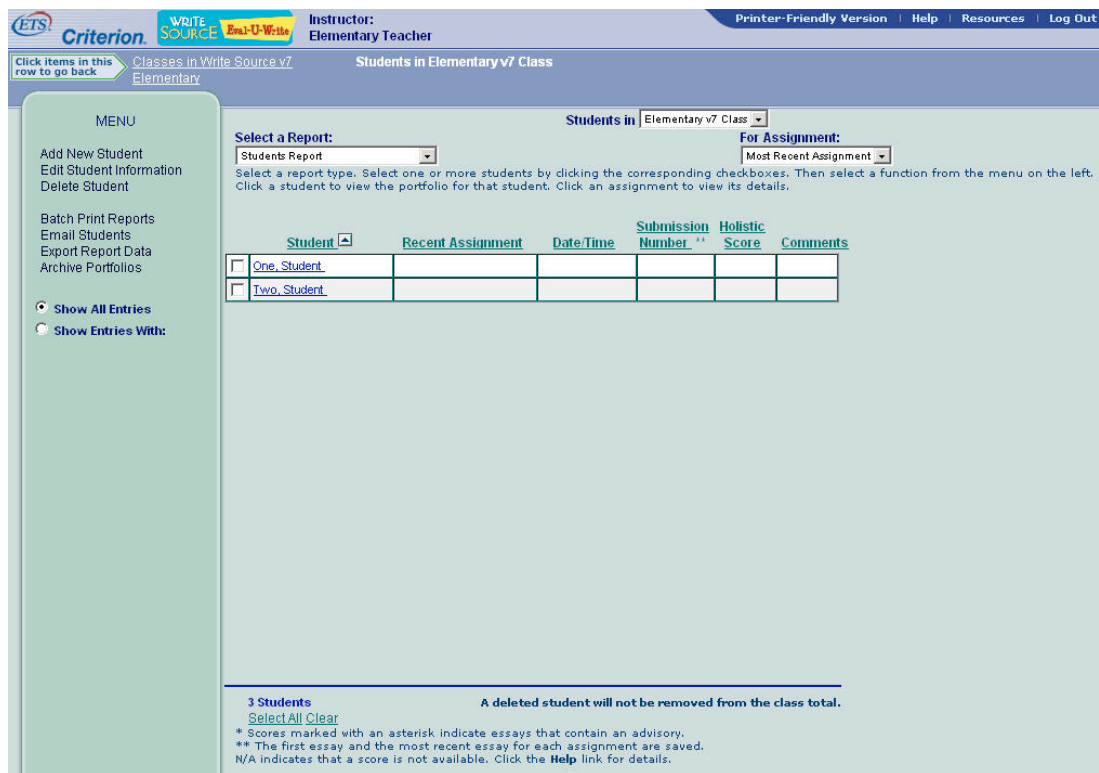 ETS
Criterion.
WRITE
SOURCE
Eval-U-Write
Instructor:
Elementary Teacher
Printer-Friendly Version | Help | Resources | Log Out
Click items in this
row to go back
Classes in Write Source v7
Elementary
Students in Elementary v7 Class
MENU
Add New Student
Edit Student Information
Delete Student
Batch Print Reports
Email Students
Export Report Data
Archive Portfolios
Show All Entries
Show Entries With:
Students in Elementary v7 Class
Select a Report: For Assignment:
Students Report Most Recent Assignment
Select a report type. Select one or more students by clicking the corresponding checkboxes. Then select a function from the menu on the left.
Click a student to view the portfolio for that student. Click an assignment to view its details.
Student Recent Assignment Date/Time Submission Number ** Holistic Score Comments
One, Student
Two, Student
3 Students A deleted student will not be removed from the class total.
Select All Clear
* Scores marked with an asterisk indicate essays that contain an advisory.
** The first essay and the most recent essay for each assignment are saved.
N/A indicates that a score is not available. Click the Help link for details.